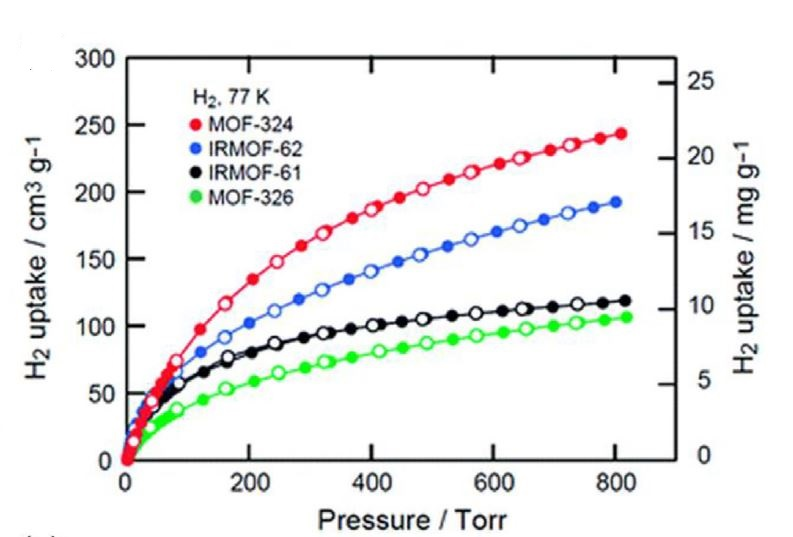 H₂, 77 K
MOF-324
IRMOF-62
IRMOF-61
MOF-326
H₂ uptake / cm³ g⁻¹
300
250
200
150
100
50
0
0 200 400 600 800
Pressure / Torr
25
20
15
10
5
0
H₂ uptake / mg g⁻¹